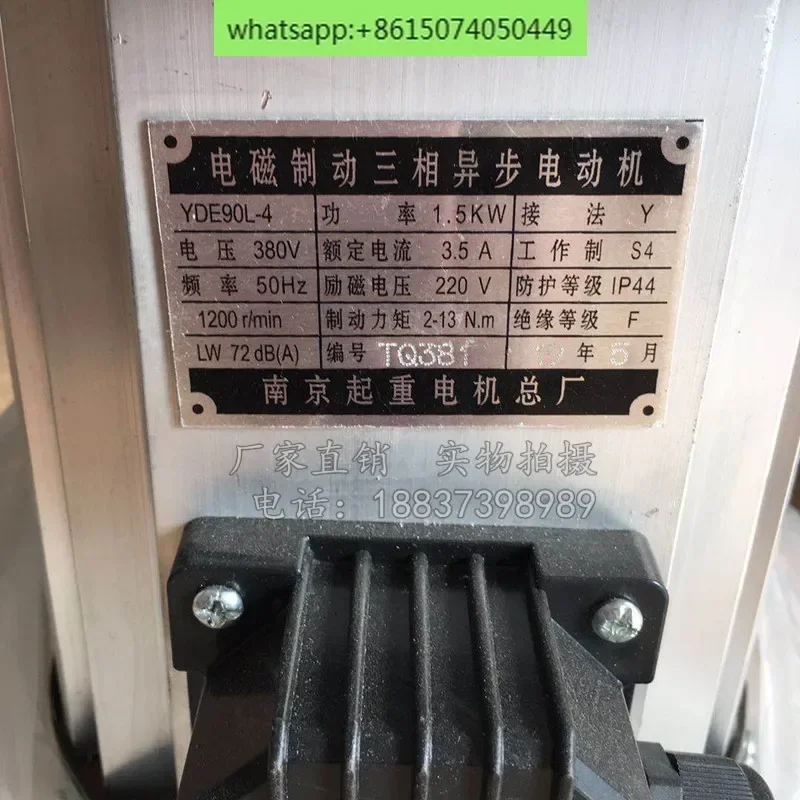 whatsapp:+8615074050449
电磁制动三相异步电动机
YDE90L-4 功率 1.5KW 接法 Y
电压 380V 额定电流 3.5 A 工作制 S4
频率 50Hz 励磁电压 220 V 防护等级 IP44
1200 r/min 制动力矩 2-13 N.m 绝缘等级 F
LW 72 dB(A) 编号 TQ381 年 5 月
南京起重电机总厂
厂家直销 实物拍摄
电话：18837398989